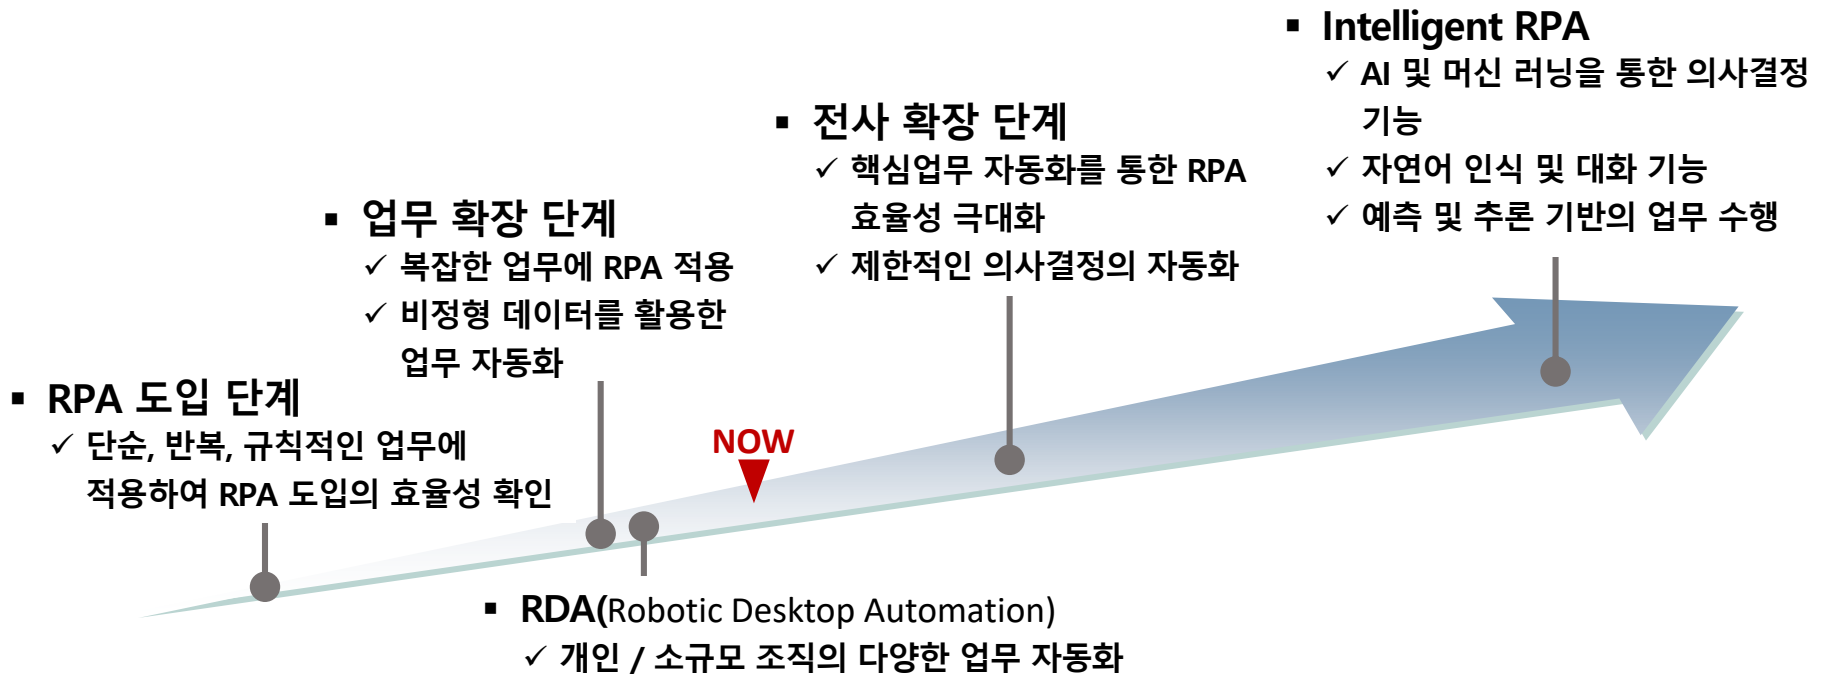 ▪ RPA 도입 단계
✓ 단순, 반복, 규칙적인 업무에
적용하여 RPA 도입의 효율성 확인
▪ 업무 확장 단계
✓ 복잡한 업무에 RPA 적용
✓ 비정형 데이터를 활용한
업무 자동화
▪ RDA(Robotic Desktop Automation)
✓ 개인 / 소규모 조직의 다양한 업무 자동화
NOW
▪ 전사 확장 단계
✓ 핵심업무 자동화를 통한 RPA
효율성 극대화
✓ 제한적인 의사결정의 자동화
▪ Intelligent RPA
✓ AI 및 머신 러닝을 통한 의사결정
기능
✓ 자연어 인식 및 대화 기능
✓ 예측 및 추론 기반의 업무 수행